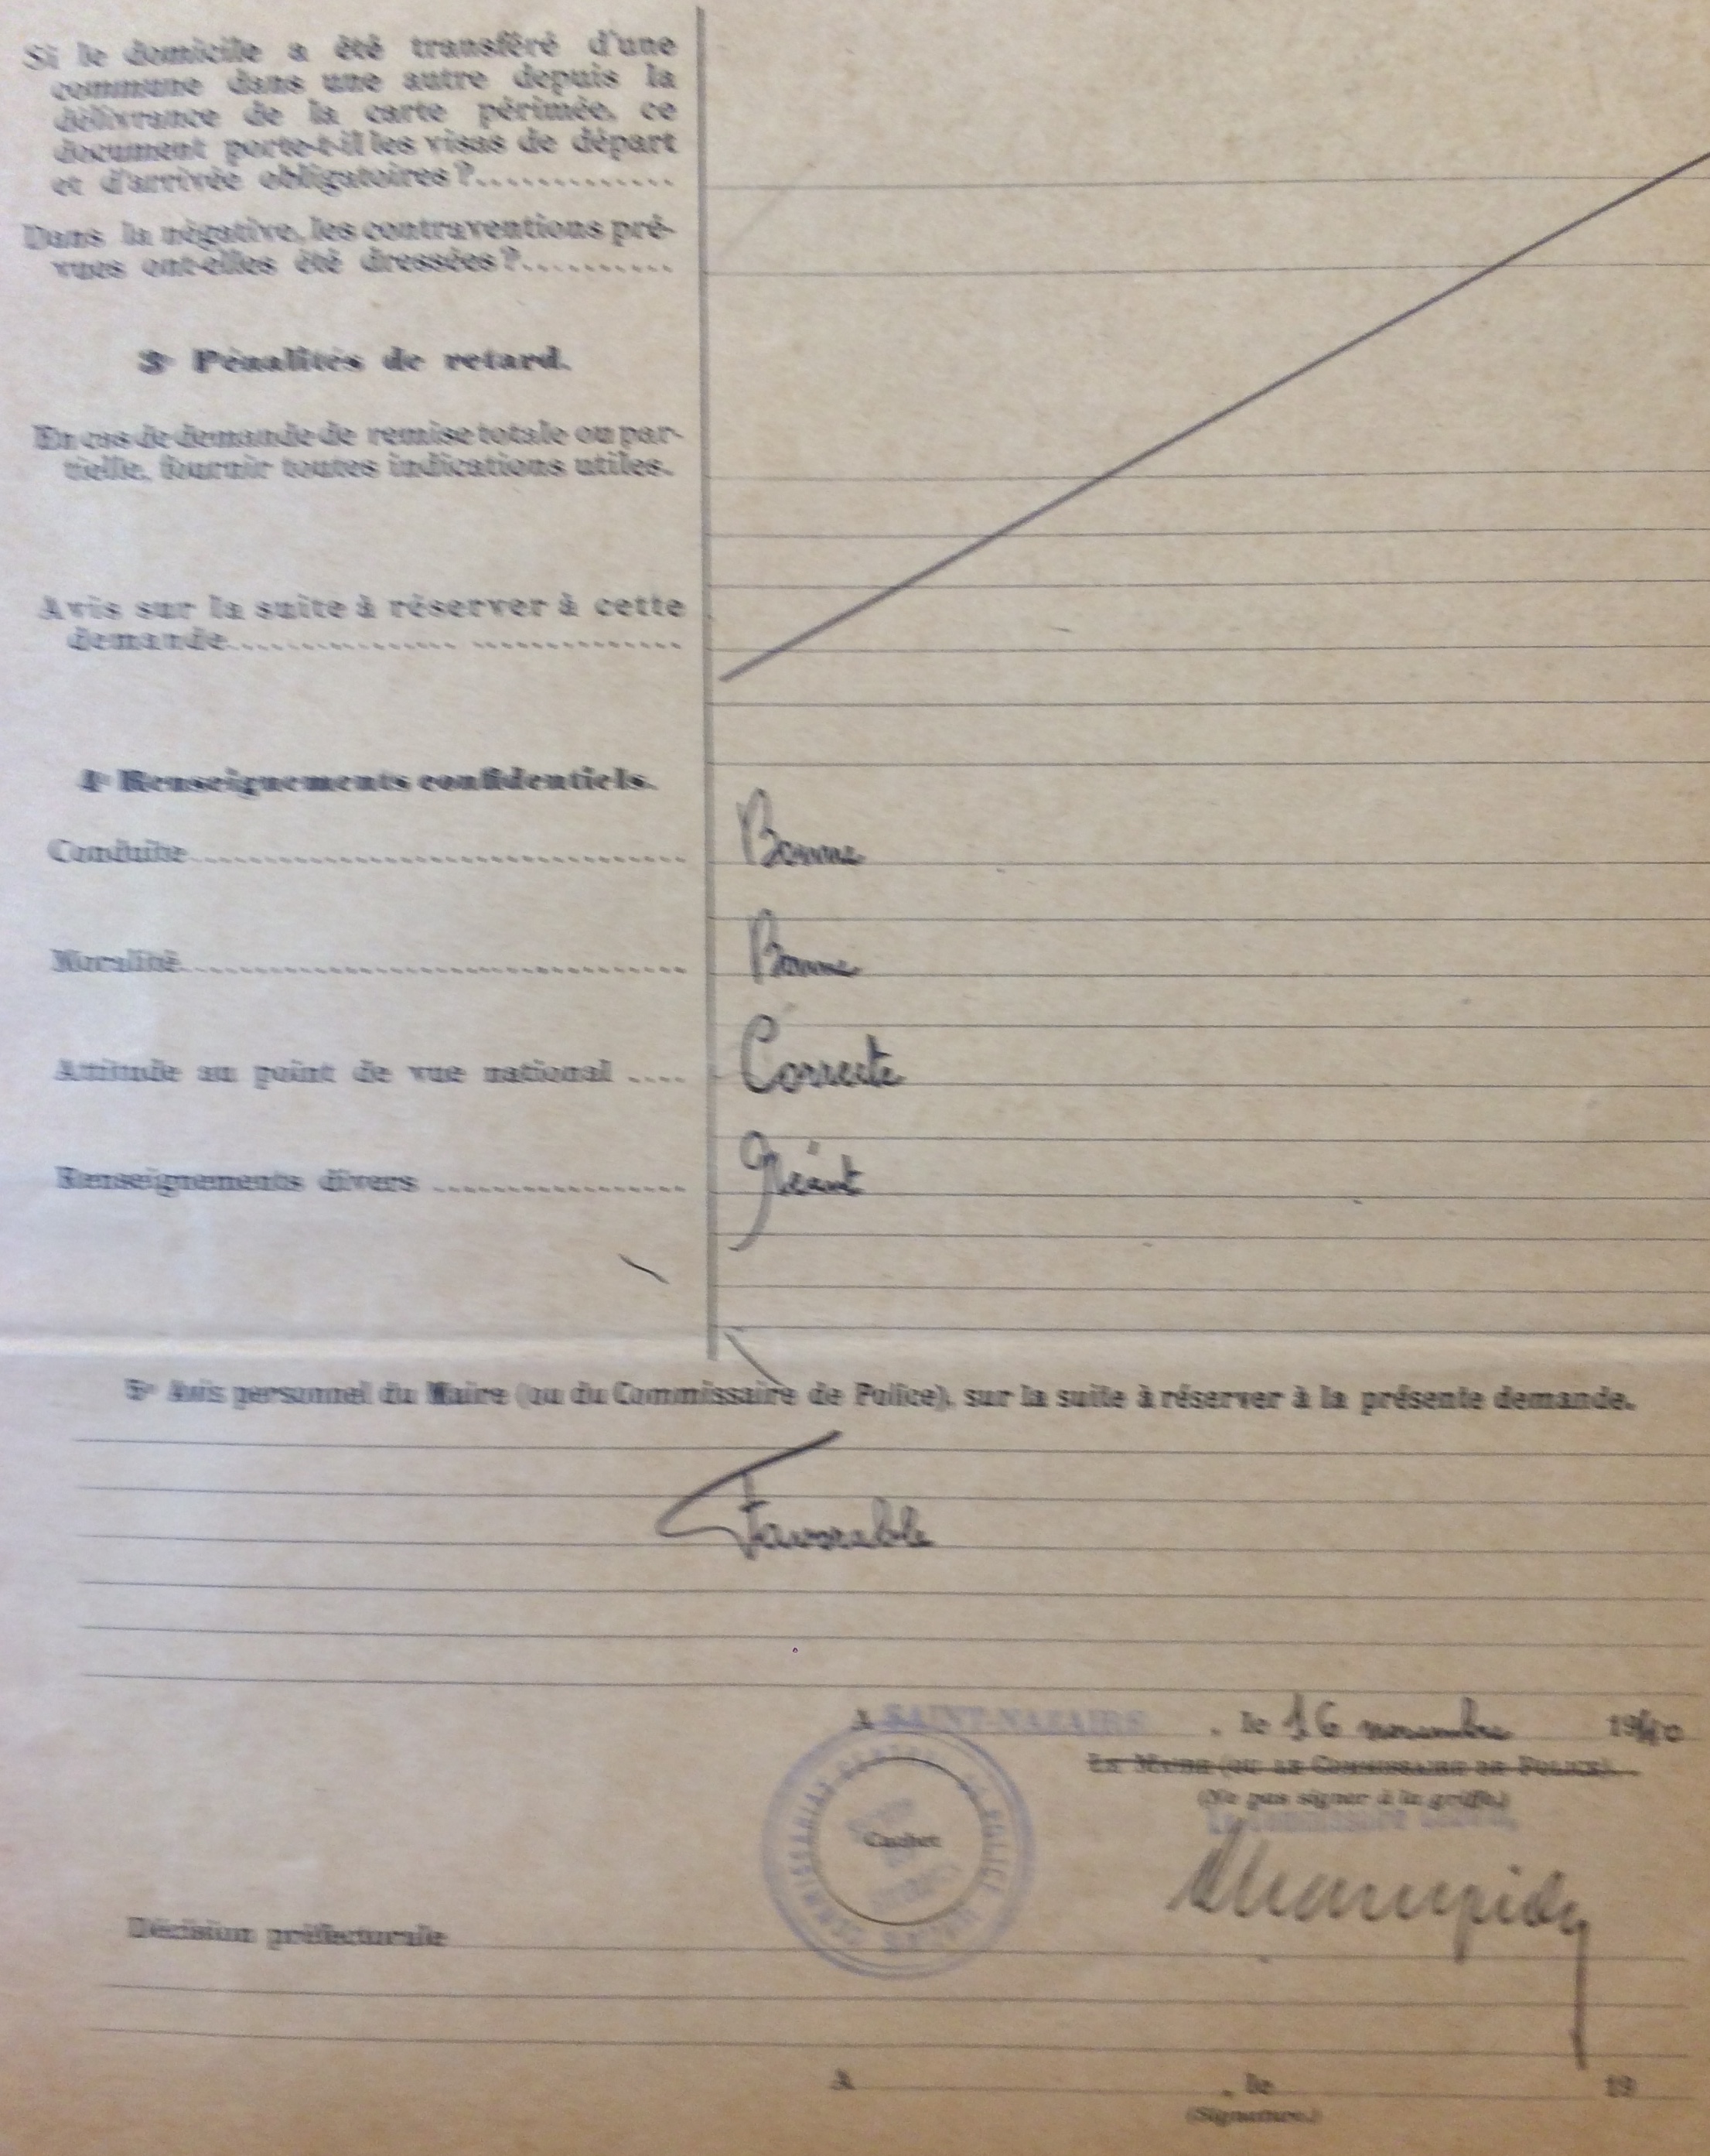 Si le domicile a été transféré d'une
commune dans une autre depuis la
délivrance de la carte périmée, ce
document porte-t-il les visas de départ
et d'arrivée obligatoires ?
Dans la négative, les contraventions pré-
vues ont-elles été dressées ?
3° Pénalités de retard.
En cas de demande de remise totale ou par-
tielle, fournir toutes indications utiles.
Avis sur la suite à réserver à cette
demande
4° Renseignements confidentiels.
Conduite Bonne
Moralité Bonne
Attitude au point de vue national Correcte
Renseignements divers Néant
5° Avis personnel du Maire (ou du Commissaire de Police), sur la suite à réserver à la présente demande.
Favorable
A SAINT-NAZAIRE, le 16 novembre 1940
Le Maire (ou le Commissaire de Police)
(Ne pas signer à la griffe.)
Le Commissaire
COMMISSARIAT CENTRAL DE POLICE
Cachet
Décision préfectorale
A , le 19
(Signature.)